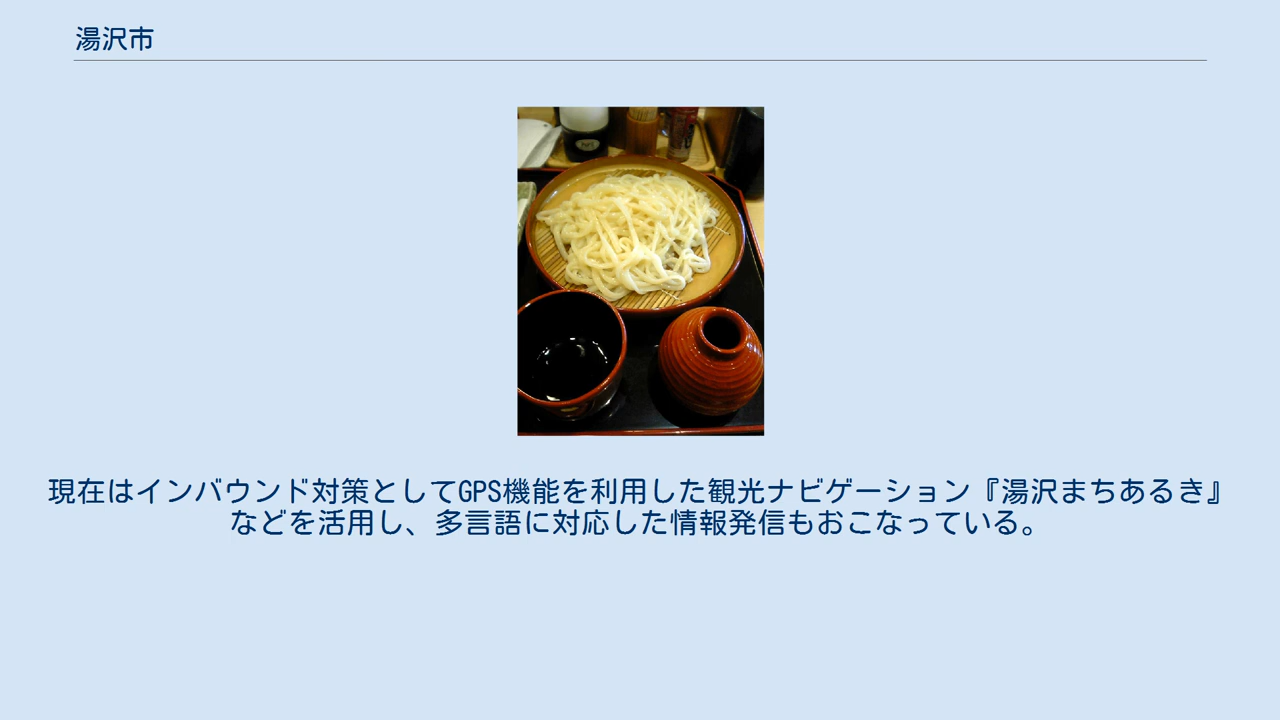 湯沢市
現在はインバウンド対策としてGPS機能を利用した観光ナビゲーション『湯沢まちあるき』
などを活用し、多言語に対応した情報発信もおこなっている。